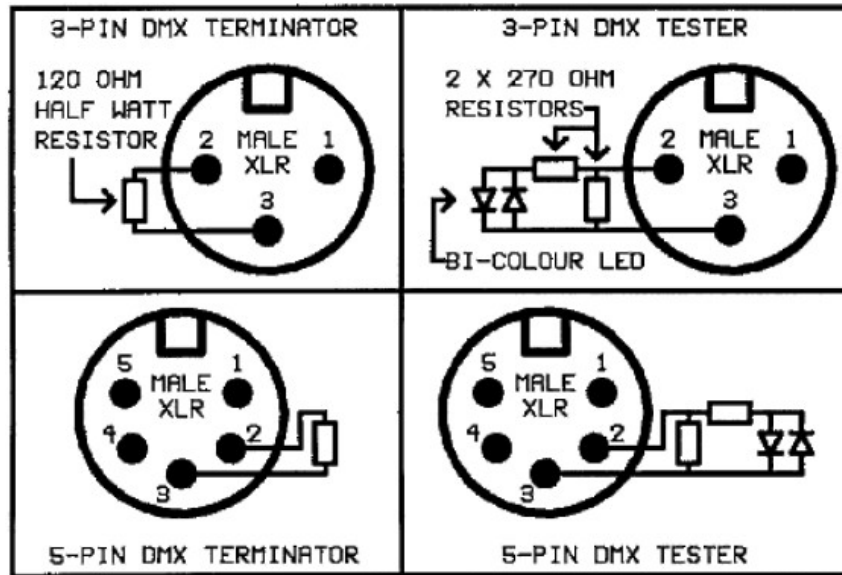 3-PIN DMX TERMINATOR
120 OHM
HALF WATT
RESISTOR
2
MALE
XLR
1
3
3-PIN DMX TESTER
2 X 270 OHM
RESISTORS
2
MALE
XLR
1
3
BI-COLOUR LED
5
MALE
XLR
1
4
2
3
5-PIN DMX TERMINATOR
5
MALE
XLR
1
4
2
3
5-PIN DMX TESTER